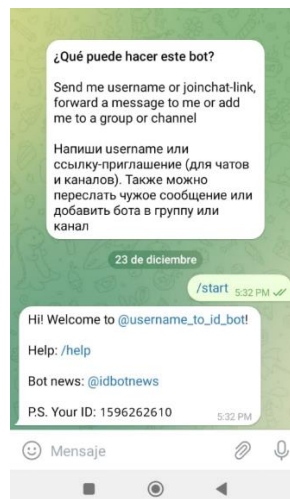 ¿Qué puede hacer este bot?
Send me username or joinchat-link,
forward a message to me or add
me to a group or channel
Напиши username или
ссылку-приглашение (для чатов
и каналов). Также можно
переслать чужое сообщение или
добавить бота в группу или
канал
23 de diciembre
/start 5:32 PM
Hi! Welcome to @username_to_id_bot!
Help: /help
Bot news: @idbotnews
P.S. Your ID: 1596262610 5:32 PM
Mensaje